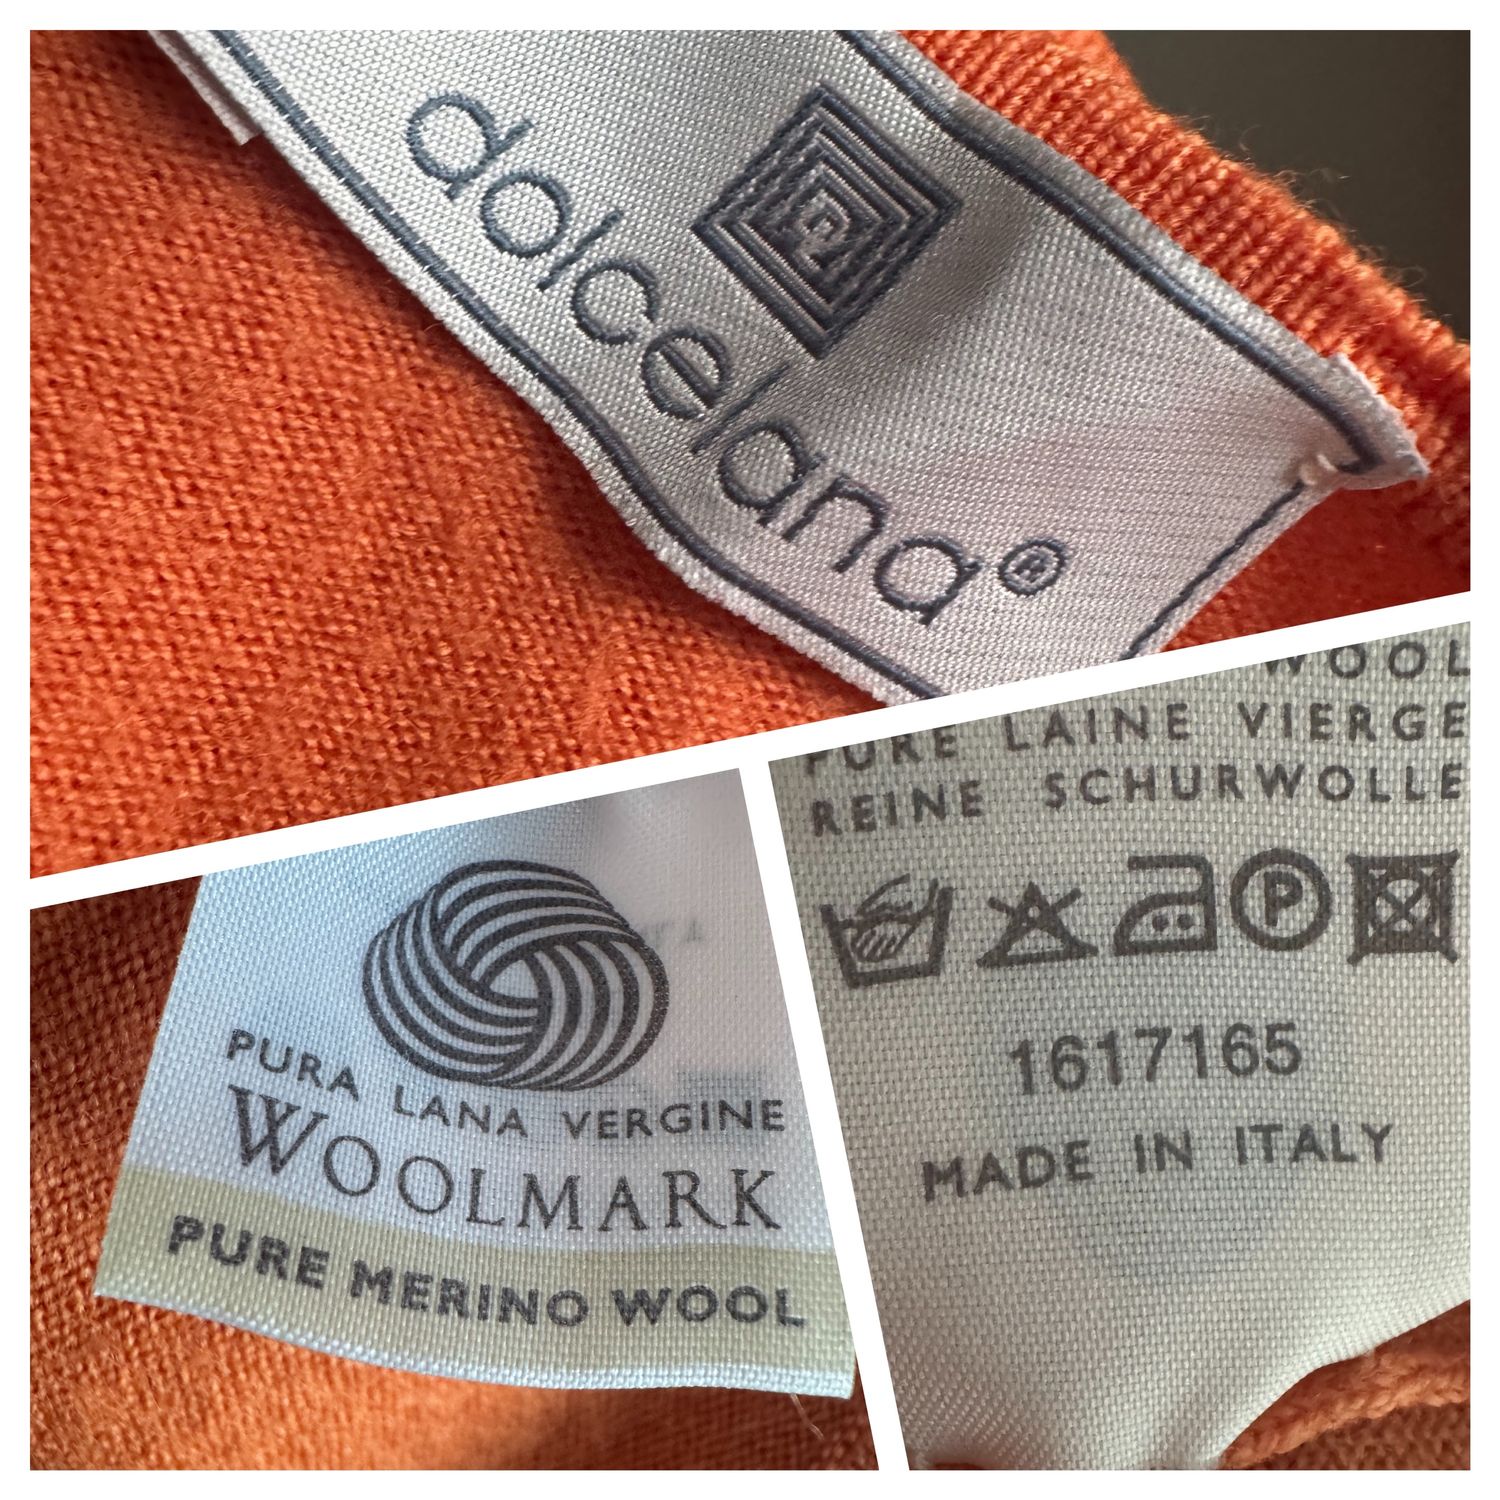 dolcelana®
PURA LANA VERGINE
WOOLMARK
PURE MERINO WOOL
WOOL
PURE LAINE VIERGE
REINE SCHURWOLLE
P
1617165
MADE IN ITALY